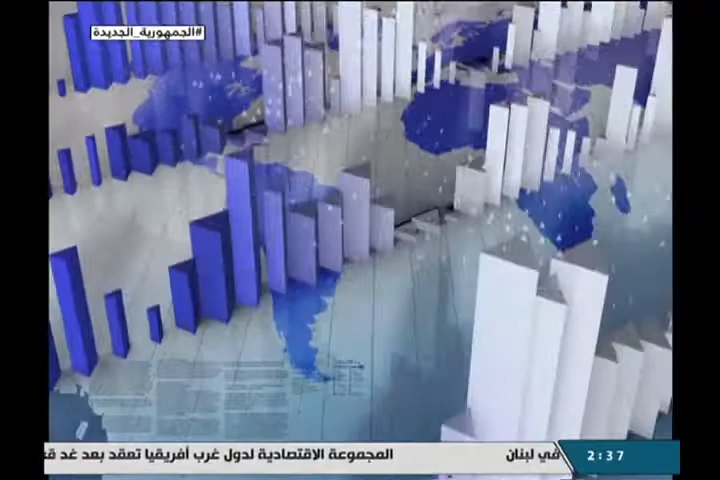 #الجمهورية_الجديدة
في لبنان
المجموعة الاقتصادية لدول غرب أفريقيا تعقد بعد غد
2:37